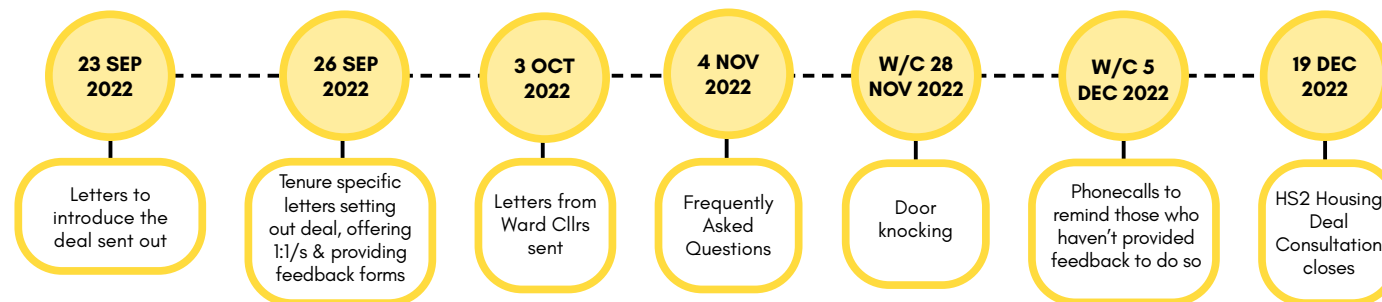 23 SEP
2022
26 SEP
2022
3 OCT
2022
4 NOV
2022
W/C 28
NOV 2022
W/C 5
DEC 2022
19 DEC
2022
Letters to
introduce the
deal sent out
Tenure specific
letters setting
out deal, offering
1:1/s & providing
feedback forms
Letters from
Ward Cllrs
sent
Frequently
Asked
Questions
Door
knocking
Phonecalls to
remind those who
haven't provided
feedback to do so
HS2 Housing
Deal
Consultation
closes